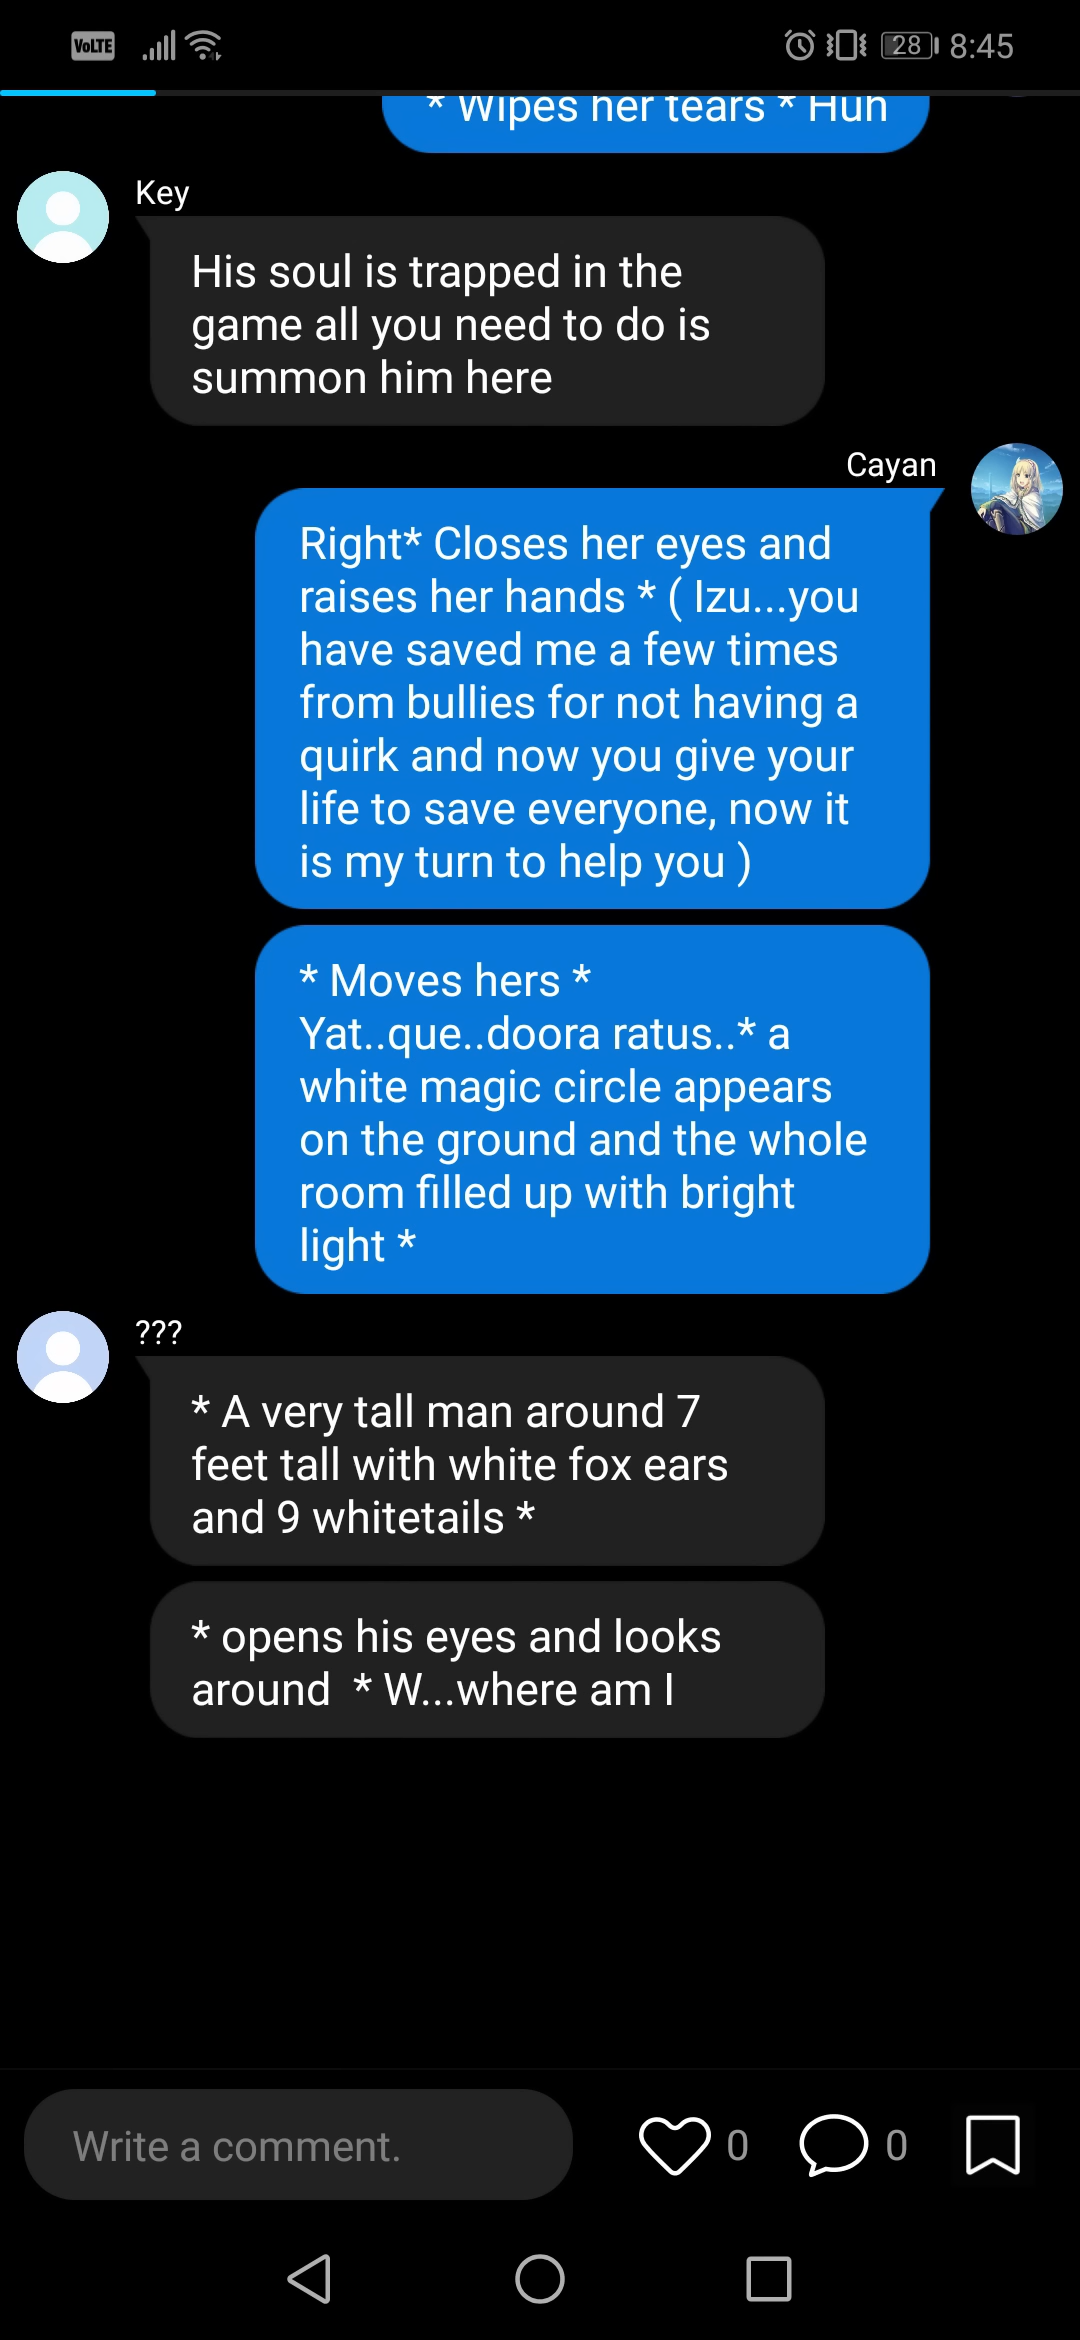 VoLTE 28 8:45
* Wipes her tears * Huh
Key
His soul is trapped in the
game all you need to do is
summon him here
Cayan
Right* Closes her eyes and
raises her hands * ( Izu...you
have saved me a few times
from bullies for not having a
quirk and now you give your
life to save everyone, now it
is my turn to help you )
* Moves hers *
Yat..que..doora ratus..* a
white magic circle appears
on the ground and the whole
room filled up with bright
light *
???
* A very tall man around 7
feet tall with white fox ears
and 9 whitetails *
* opens his eyes and looks
around  * W...where am I
Write a comment. 0 0